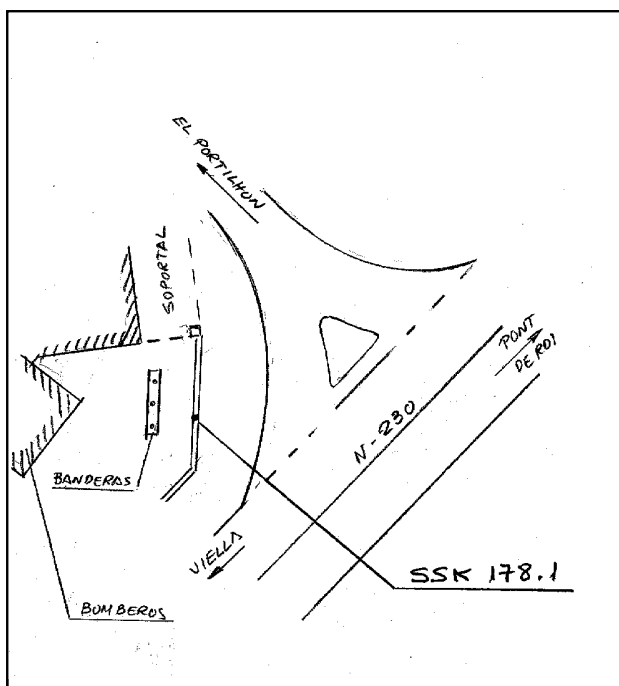 EL PORTILHON
SOPORTAL
PONT
DE ROI
N-230
BANDERAS
VIELLA
SSK 178.1
BOMBEROS